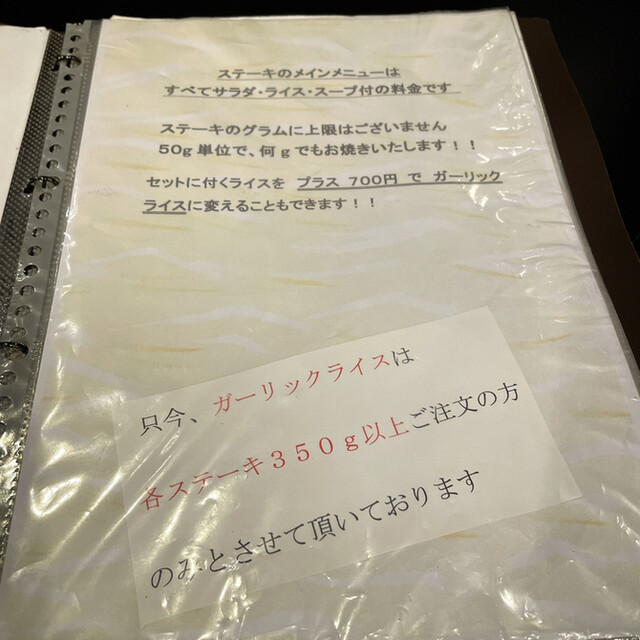 ステーキのメインメニューは
すべてサラダ・ライス・スープ付の料金です
ステーキのグラムに上限はございません
50g単位で、何gでもお焼きいたします！！
セットに付くライスを プラス 700円 で ガーリック
ライスに変えることもできます！！
只今、ガーリックライスは
各ステーキ３５０ｇ以上ご注文の方
のみとさせて頂いております